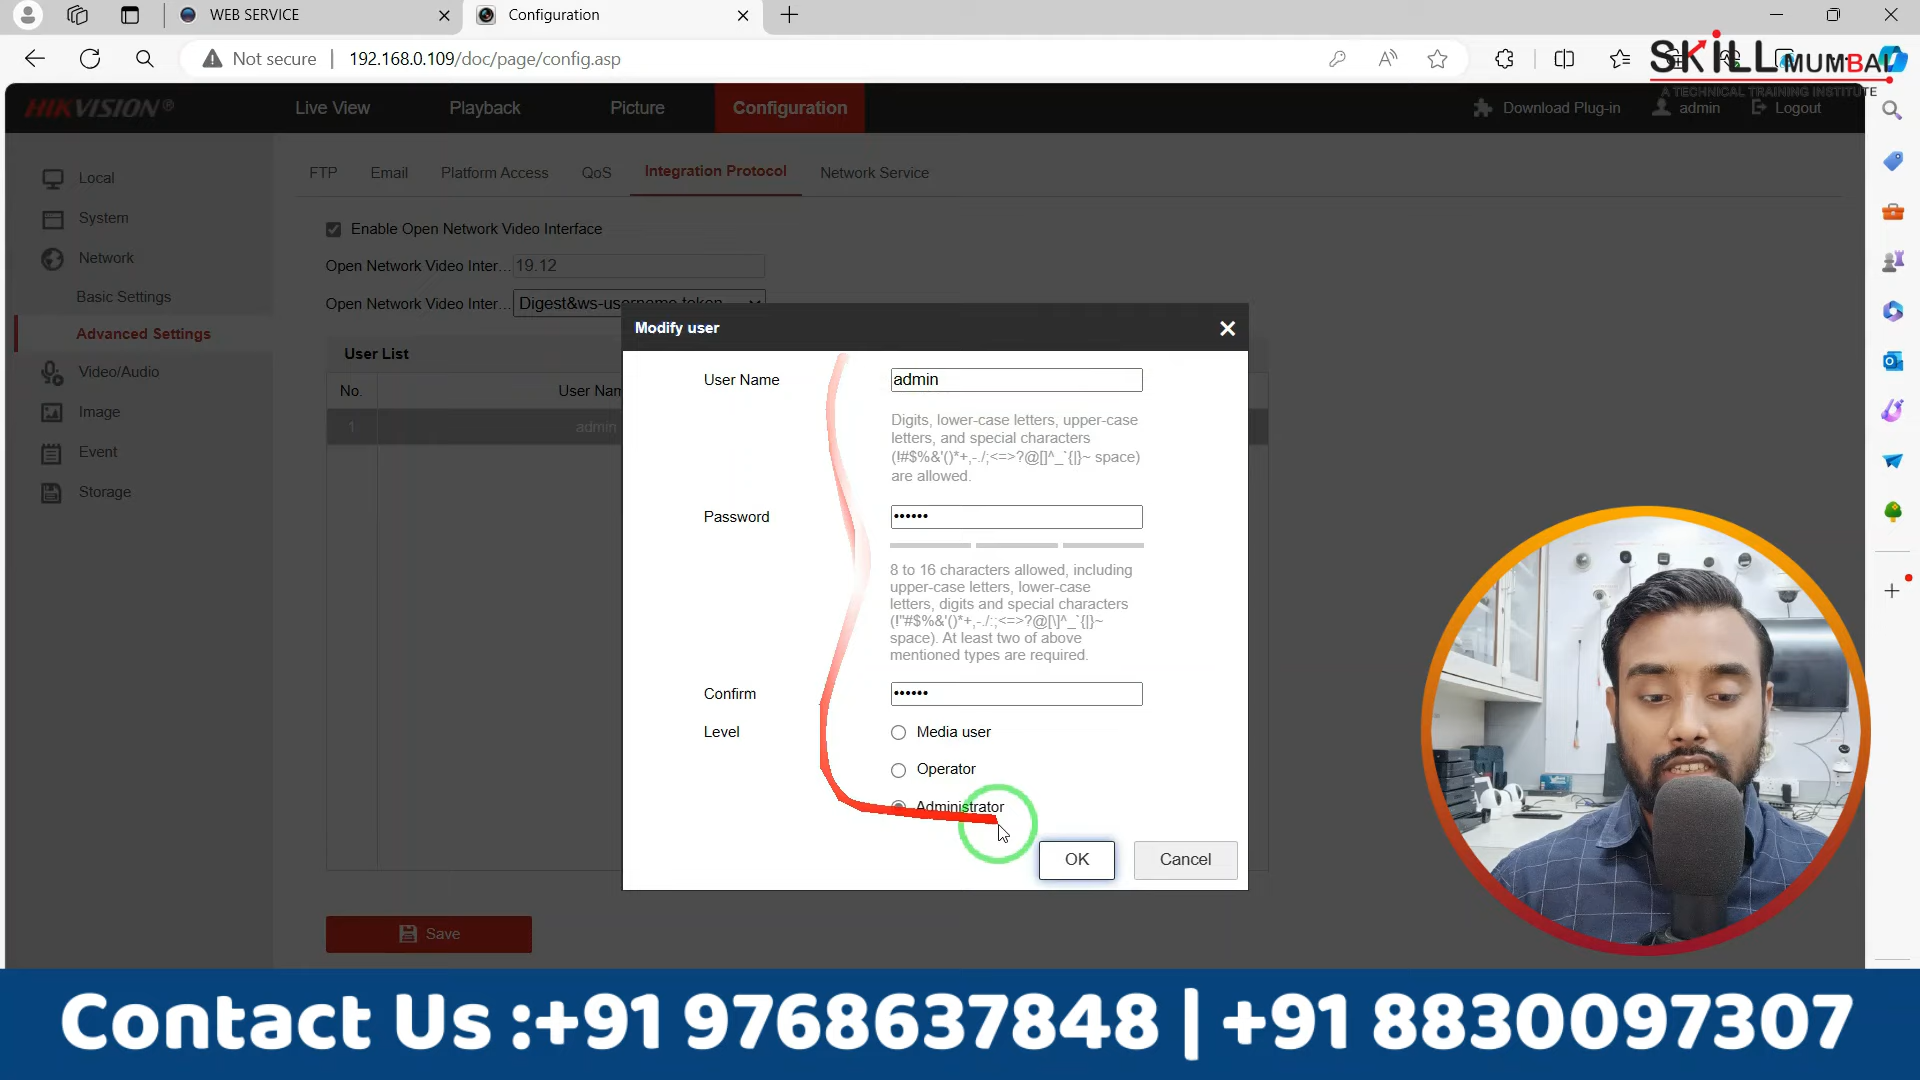 WEB SERVICE
Configuration
Not secure
192.168.0.109/doc/page/config.asp
SKILL MUMBAI
A TECHNICAL TRAINING INSTITUTE
HIKVISION®
Live View
Playback
Picture
Configuration
Download Plug-in
admin
Logout
Local
System
Network
Basic Settings
Advanced Settings
Video/Audio
Image
Event
Storage
FTP
Email
Platform Access
QoS
Integration Protocol
Network Service
Enable Open Network Video Interface
Open Network Video Inter...
19.12
Open Network Video Inter...
Digest&ws-username token
User List
No.
User Nam
1
admin
Modify user
User Name
admin
Digits, lower-case letters, upper-case
letters, and special characters
(!#$%&'()*+,-./;<=>?@[]^_`{|}~ space)
are allowed.
Password
••••••
8 to 16 characters allowed, including
upper-case letters, lower-case
letters, digits and special characters
(!"#$%&'()*+,-./:;<=>?@[\]^_`{|}~
space). At least two of above
mentioned types are required.
Confirm
••••••
Level
Media user
Operator
Administrator
OK
Cancel
Save
Contact Us :+91 9768637848 | +91 8830097307